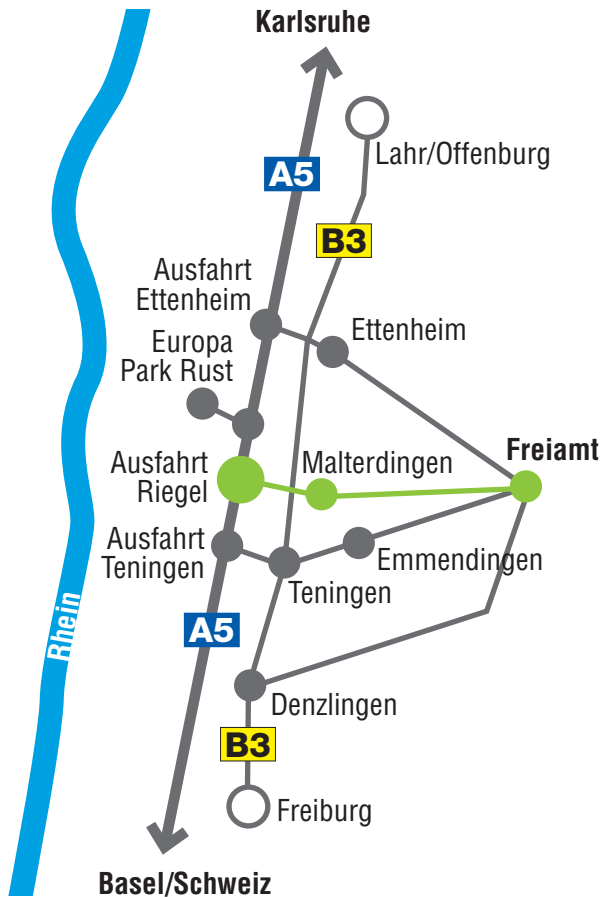 Karlsruhe
Lahr/Offenburg
A5
B3
Ausfahrt
Ettenheim
Ettenheim
Europa
Park Rust
Freiamt
Ausfahrt
Riegel
Malterdingen
Ausfahrt
Teningen
Emmendingen
Teningen
Rhein
A5
Denzlingen
B3
Freiburg
Basel/Schweiz